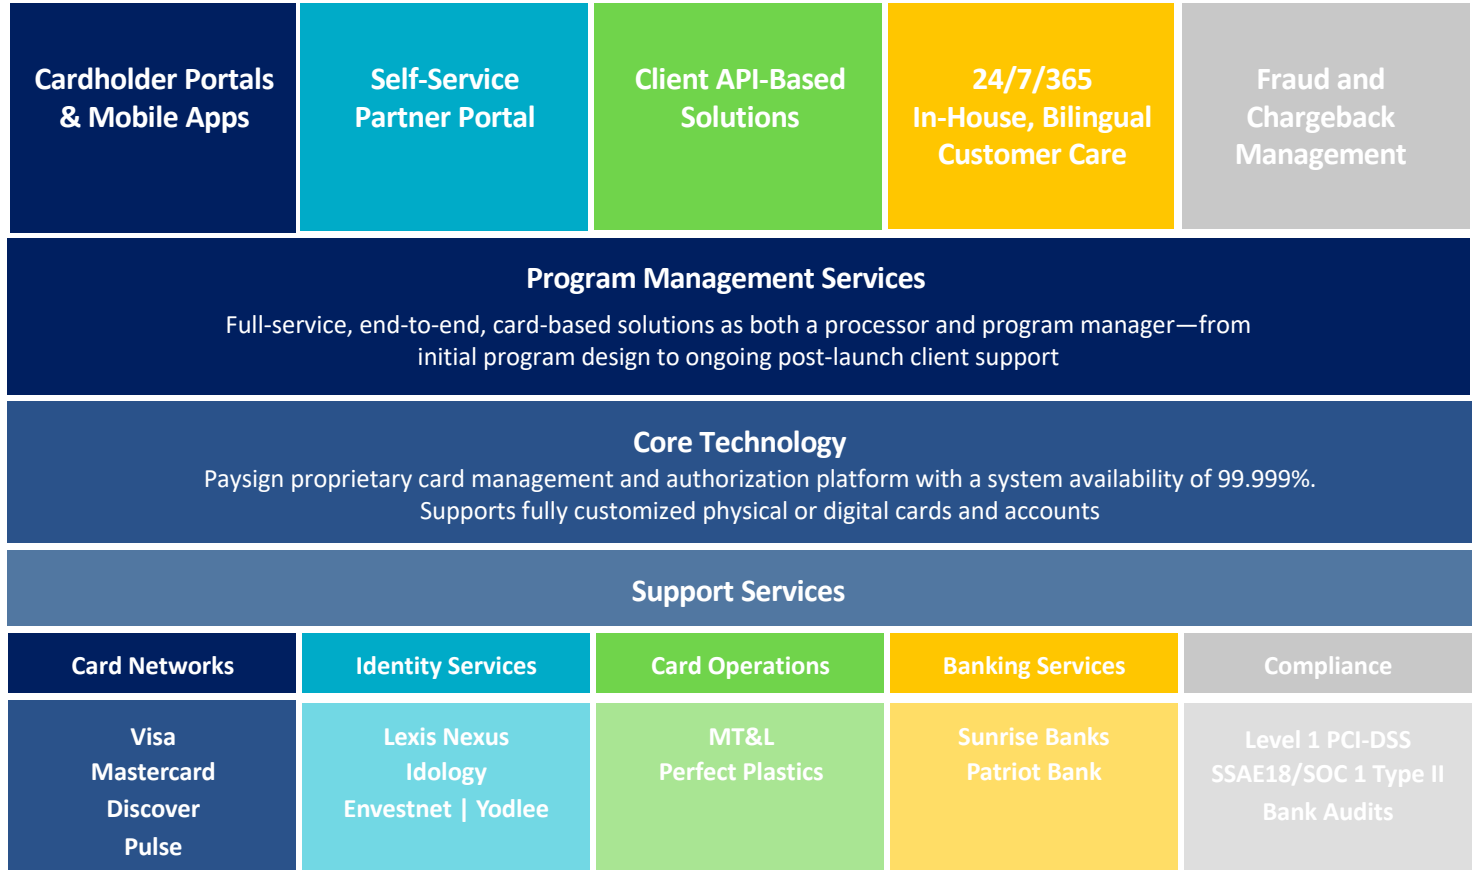 Cardholder Portals
& Mobile Apps
Self-Service
Partner Portal
Client API-Based
Solutions
24/7/365
In-House, Bilingual
Customer Care
Fraud and
Chargeback
Management
Program Management Services
Full-service, end-to-end, card-based solutions as both a processor and program manager—from
initial program design to ongoing post-launch client support
Core Technology
Paysign proprietary card management and authorization platform with a system availability of 99.999%.
Supports fully customized physical or digital cards and accounts
Support Services
Card Networks
Visa
Mastercard
Discover
Pulse
Identity Services
Lexis Nexus
Idology
Envestnet | Yodlee
Card Operations
MT&L
Perfect Plastics
Banking Services
Sunrise Banks
Patriot Bank
Compliance
Level 1 PCI-DSS
SSAE18/SOC 1 Type II
Bank Audits